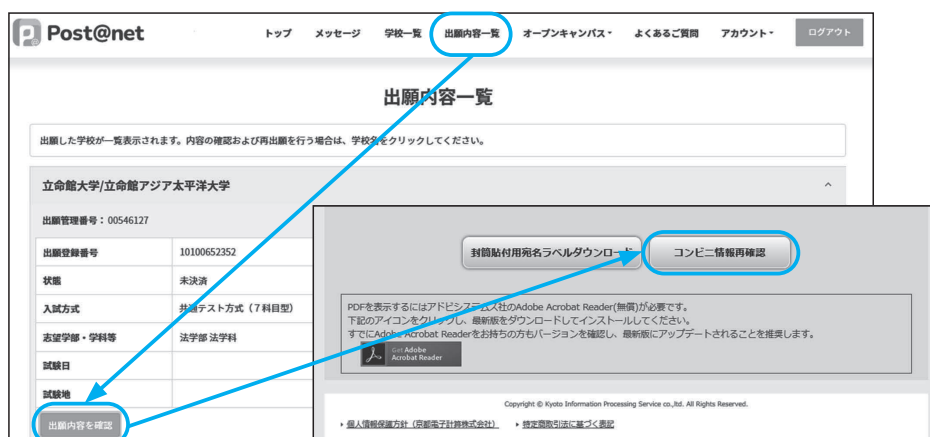 Post@net
トップ メッセージ 学校一覧 出願内容一覧 オープンキャンパス よくあるご質問 アカウント ログアウト
出願内容一覧
出願した学校が一覧表示されます。内容の確認および再出願を行う場合は、学校名をクリックしてください。
立命館大学/立命館アジア太平洋大学
出願管理番号：00546127
出願登録番号 10100652352
状態 未決済
入試方式 共通テスト方式（7科目型）
志望学部・学科等 法学部 法学科
試験日
試験地
出願内容を確認
封筒貼付用宛名ラベルダウンロード コンビニ情報再確認
PDFを表示するにはアドビシステムズ社のAdobe Acrobat Reader(無償)が必要です。
下記のアイコンをクリックし、最新版をダウンロードしてインストールしてください。
すでにAdobe Acrobat Readerをお持ちの方もバージョンを確認し、最新版にアップデートされることを推奨します。
Get Adobe
Acrobat Reader
Copyright © Kyoto Information Processing Service co.,ltd. All Rights Reserved.
個人情報保護方針（京都電子計算株式会社） 特定商取引法に基づく表記